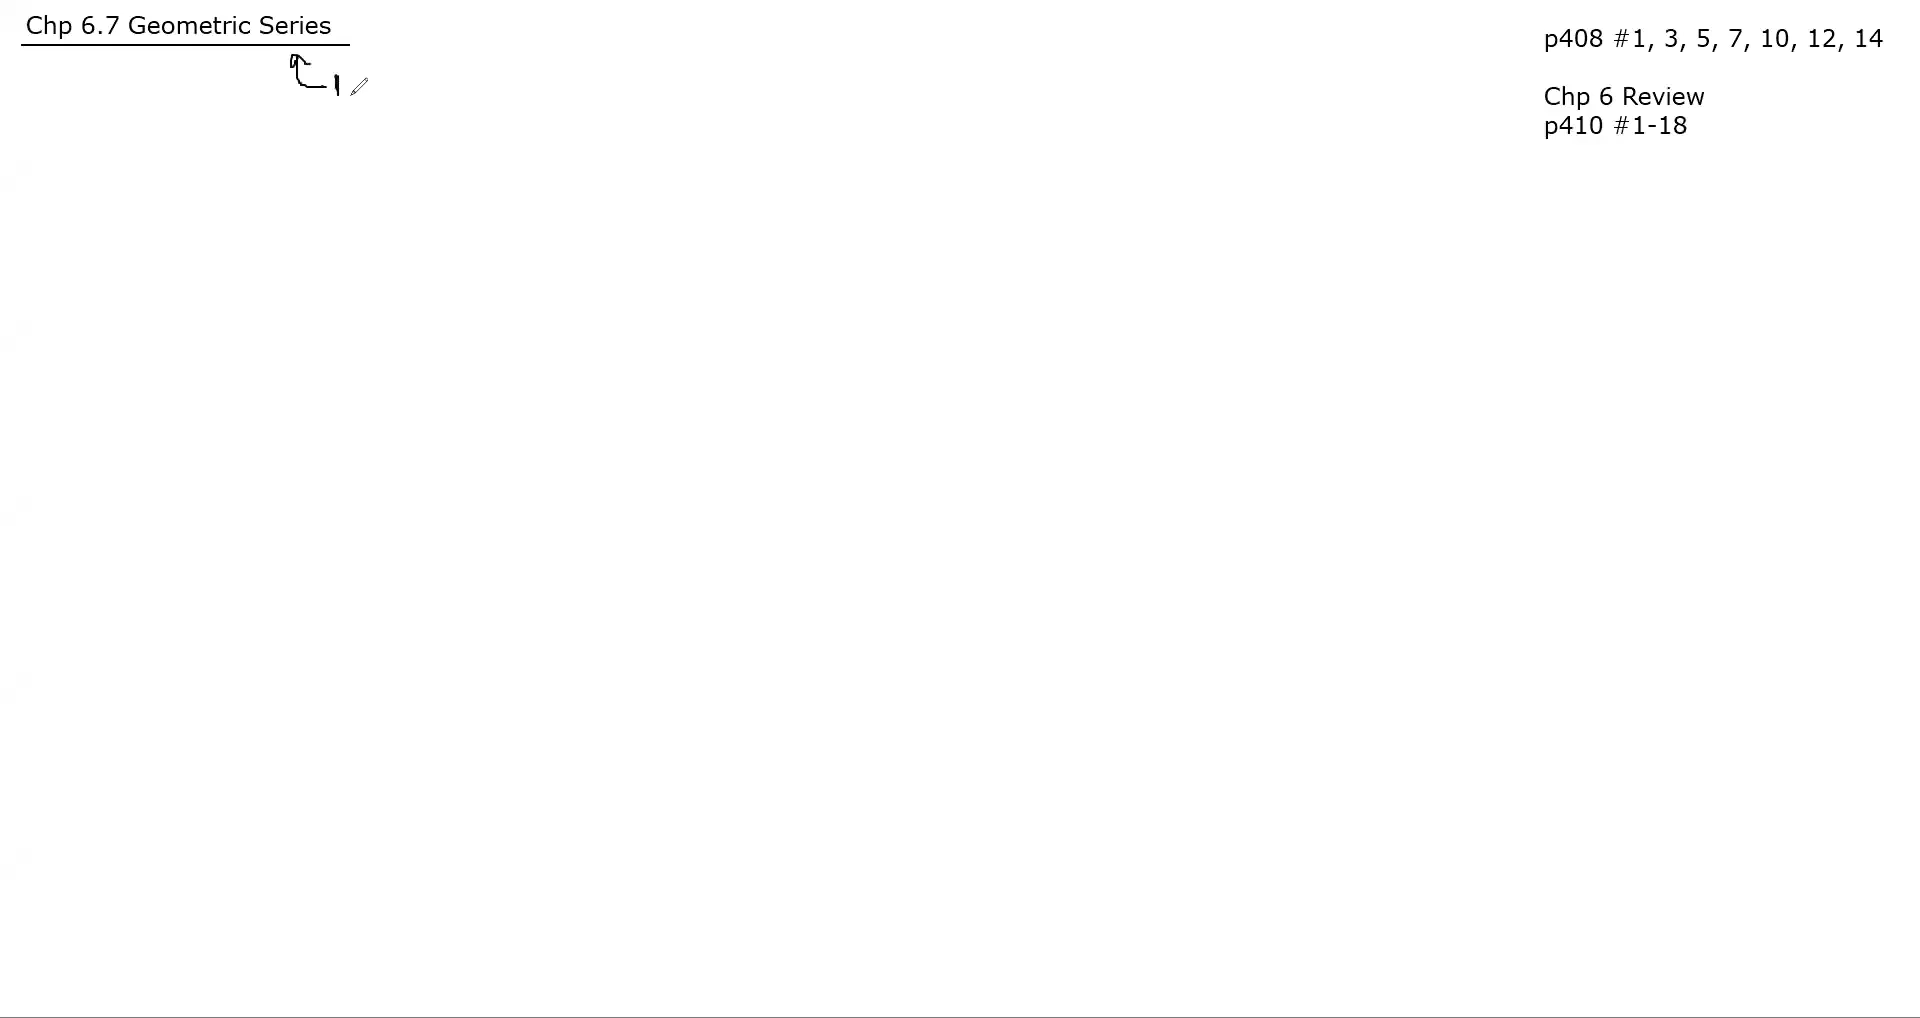 Chp 6.7 Geometric Series
p408 #1, 3, 5, 7, 10, 12, 14
Chp 6 Review
p410 #1-18